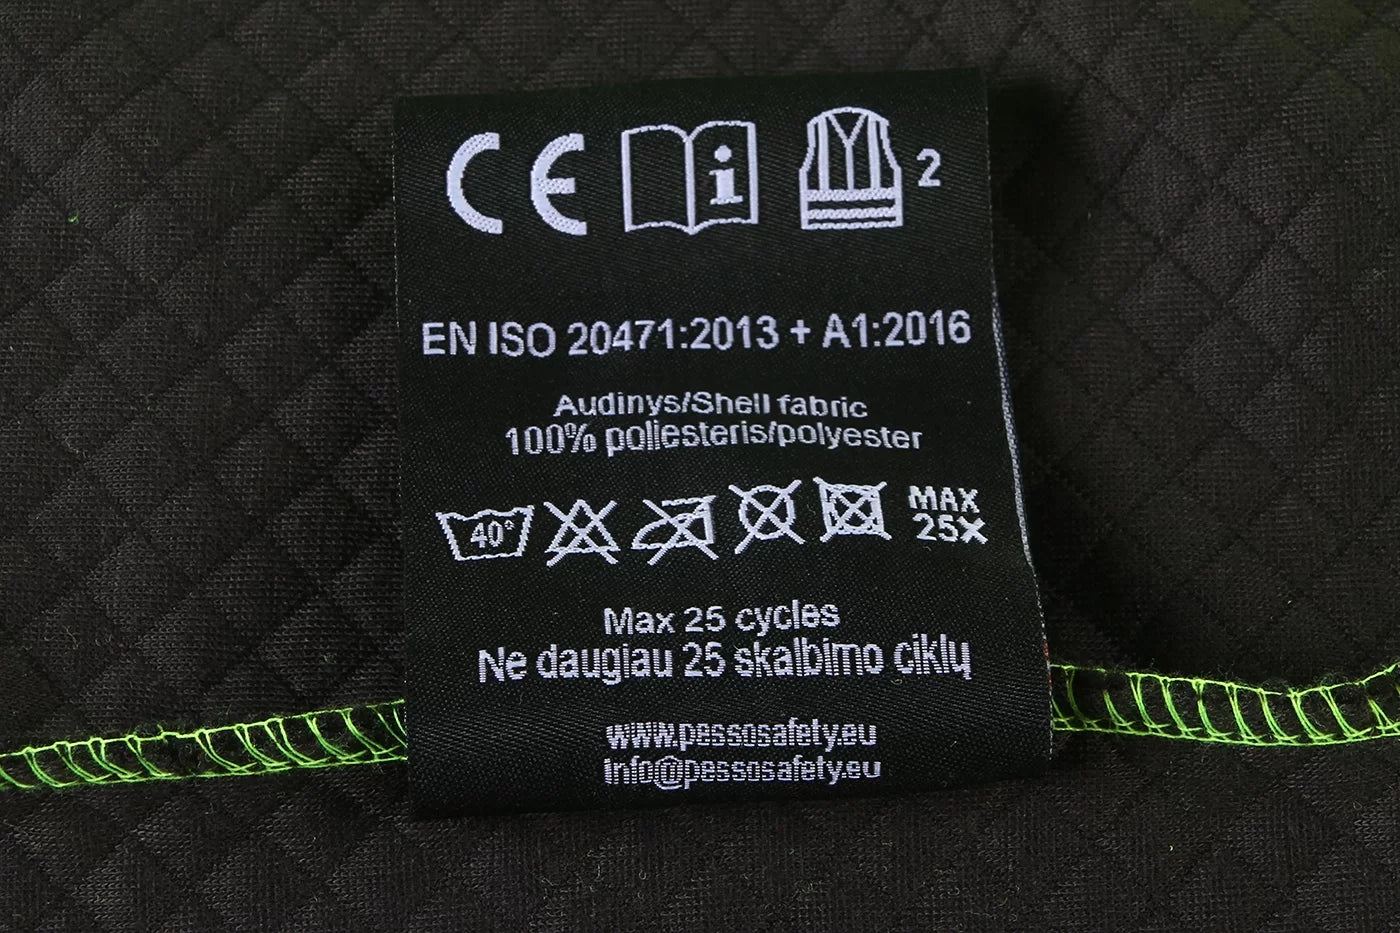 CE i 2
EN ISO 20471:2013 + A1:2016
Audinys/Shell fabric
100% poliesteris/polyester
40° MAX 25X
Max 25 cycles
Ne daugiau 25 skalbimo ciklų
www.pessosafety.eu
info@pessosafety.eu